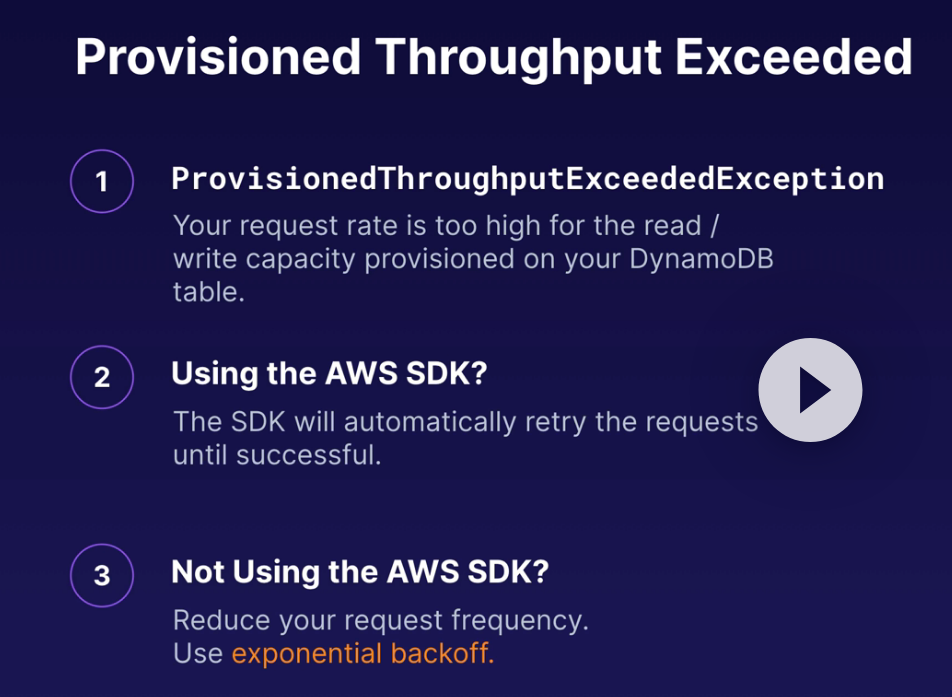 Provisioned Throughput Exceeded
1
ProvisionedThroughputExceededException
Your request rate is too high for the read /
write capacity provisioned on your DynamoDB
table.
2
Using the AWS SDK?
The SDK will automatically retry the requests
until successful.
3
Not Using the AWS SDK?
Reduce your request frequency.
Use exponential backoff.